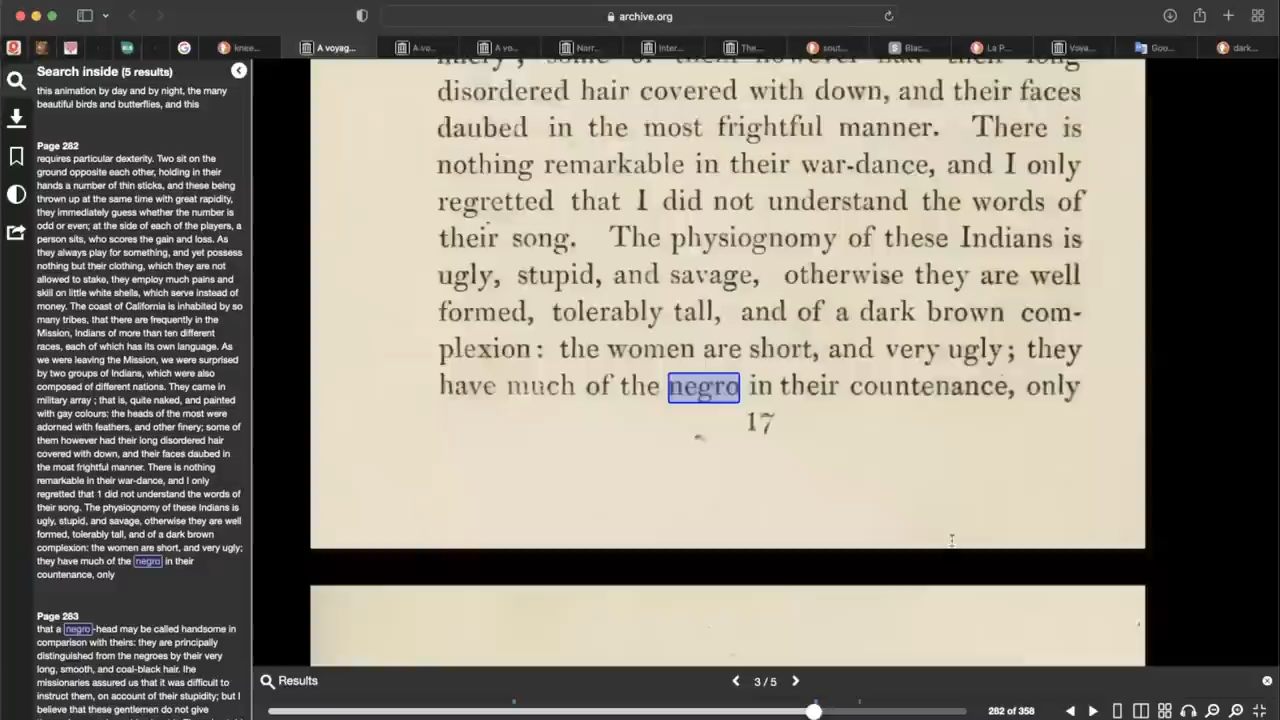 archive.org
knee...
A voyag...
A vo...
A vo...
Narr...
Inter...
The...
sout...
Blac...
La P...
Voya...
Goo...
dark...
Search inside (5 results)
this animation by day and by night, the many
beautiful birds and butterflies, and this
Page 282
requires particular dexterity. Two sit on the
ground opposite each other, holding in their
hands a number of thin sticks, and these being
thrown up at the same time with great rapidity,
they immediately guess whether the number is
odd or even; at the side of each of the players, a
person sits, who scores the gain and loss. As
they always play for something, and yet possess
nothing but their clothing, which they are not
allowed to stake, they employ much pains and
skill on little white shells, which serve instead of
money. The coast of California is inhabited by so
many tribes, that there are frequently in the
Mission, Indians of more than ten different
races, each of which has its own language. As
we were leaving the Mission, we were surprised
by two groups of Indians, which were also
composed of different nations. They came in
military array ; that is, quite naked, and painted
with gay colours: the heads of the most were
adorned with feathers, and other finery; some of
them however had their long disordered hair
covered with down, and their faces daubed in
the most frightful manner. There is nothing
remarkable in their war-dance, and I only
regretted that 1 did not understand the words of
their song. The physiognomy of these Indians is
ugly, stupid, and savage, otherwise they are well
formed, tolerably tall, and of a dark brown
complexion: the women are short, and very ugly;
they have much of the negro in their
countenance, only
Page 283
that a negro-head may be called handsome in
comparison with theirs: they are principally
distinguished from the negroes by their very
long, smooth, and coal-black hair. Ihe
missionaries assured us that it was difficult to
instruct them, on account of their stupidity; but I
believe that these gentlemen do not give
some of them however had their long
disordered hair covered with down, and their faces
daubed in the most frightful manner. There is
nothing remarkable in their war-dance, and I only
regretted that I did not understand the words of
their song. The physiognomy of these Indians is
ugly, stupid, and savage, otherwise they are well
formed, tolerably tall, and of a dark brown com-
plexion: the women are short, and very ugly; they
have much of the negro in their countenance, only
17
Results
3 / 5
282 of 358